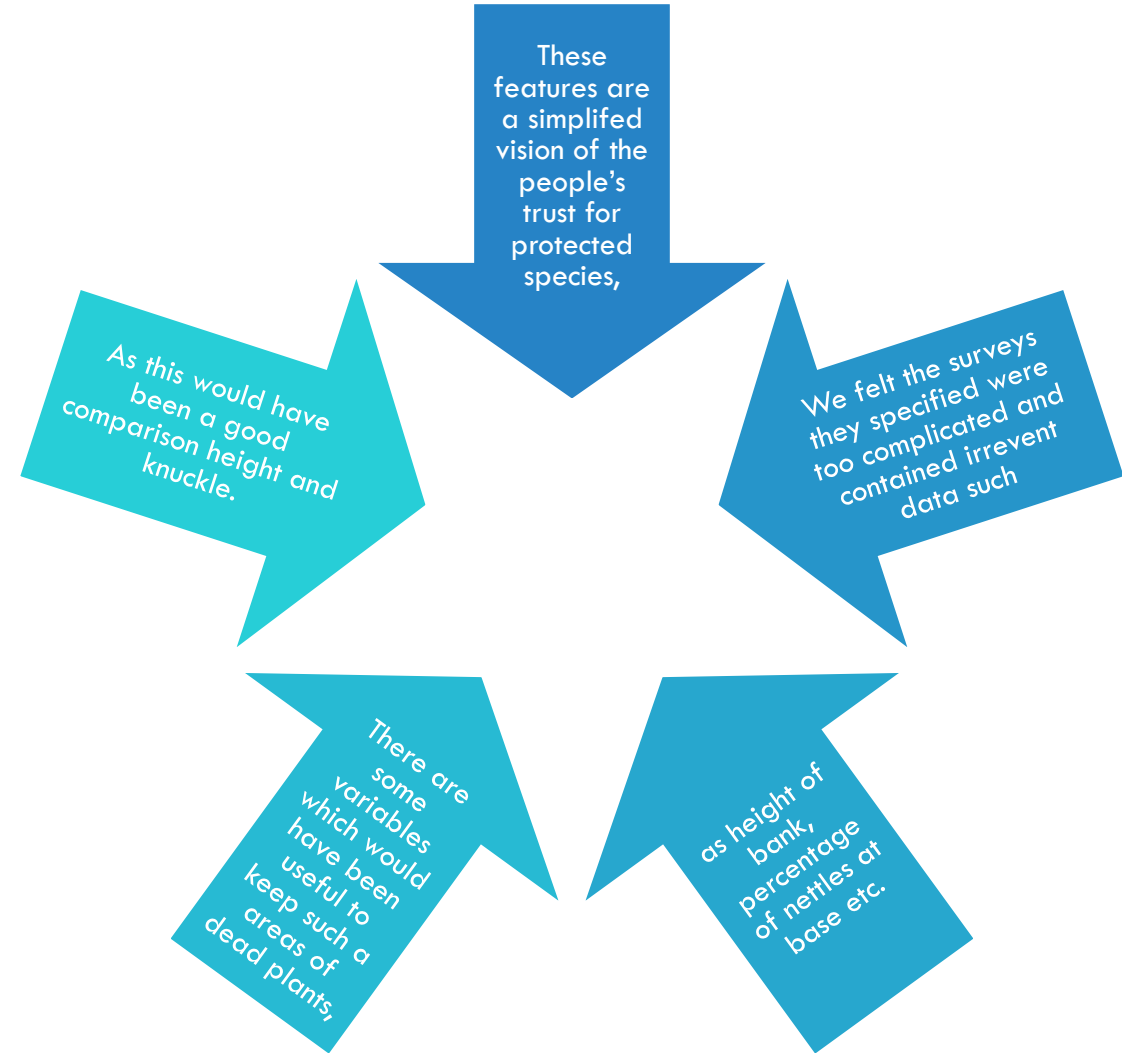 These
features are
a simplifed
vision of the
people's
trust for
protected
species,
We felt the surveys
they specified were
too complicated and
contained irrevent
data such
as height of
bank,
percentage
of nettles at
base etc.
There are
some
variables
which would
have been
useful to
keep such a
areas of
dead plants,
As this would have
been a good
comparison height and
knuckle.